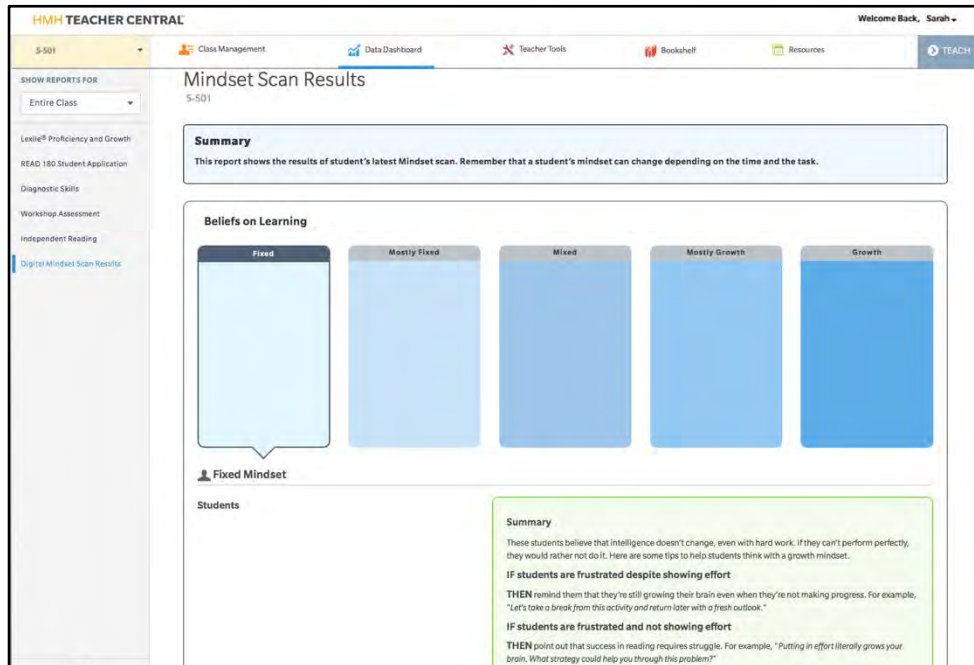 HMH TEACHER CENTRAL
Welcome Back, Sarah
5-501
Class Management
Data Dashboard
Teacher Tools
Bookshelf
Resources
TEACH
SHOW REPORTS FOR
Entire Class
Lexile® Proficiency and Growth
READ 180 Student Application
Diagnostic Skills
Workshop Assessment
Independent Reading
Digital Mindset Scan Results
Mindset Scan Results
5-501
Summary
This report shows the results of student's latest Mindset scan. Remember that a student's mindset can change depending on the time and the task.
Beliefs on Learning
Fixed
Mostly Fixed
Mixed
Mostly Growth
Growth
Fixed Mindset
Students
Summary
These students believe that intelligence doesn't change, even with hard work. If they can't perform perfectly,
they would rather not do it. Here are some tips to help students think with a growth mindset.
IF students are frustrated despite showing effort
THEN remind them that they're still growing their brain even when they're not making progress. For example,
"Let's take a break from this activity and return later with a fresh outlook."
IF students are frustrated and not showing effort
THEN point out that success in reading requires struggle. For example, "Putting in effort literally grows your
brain. What strategy could help you through this problem?"